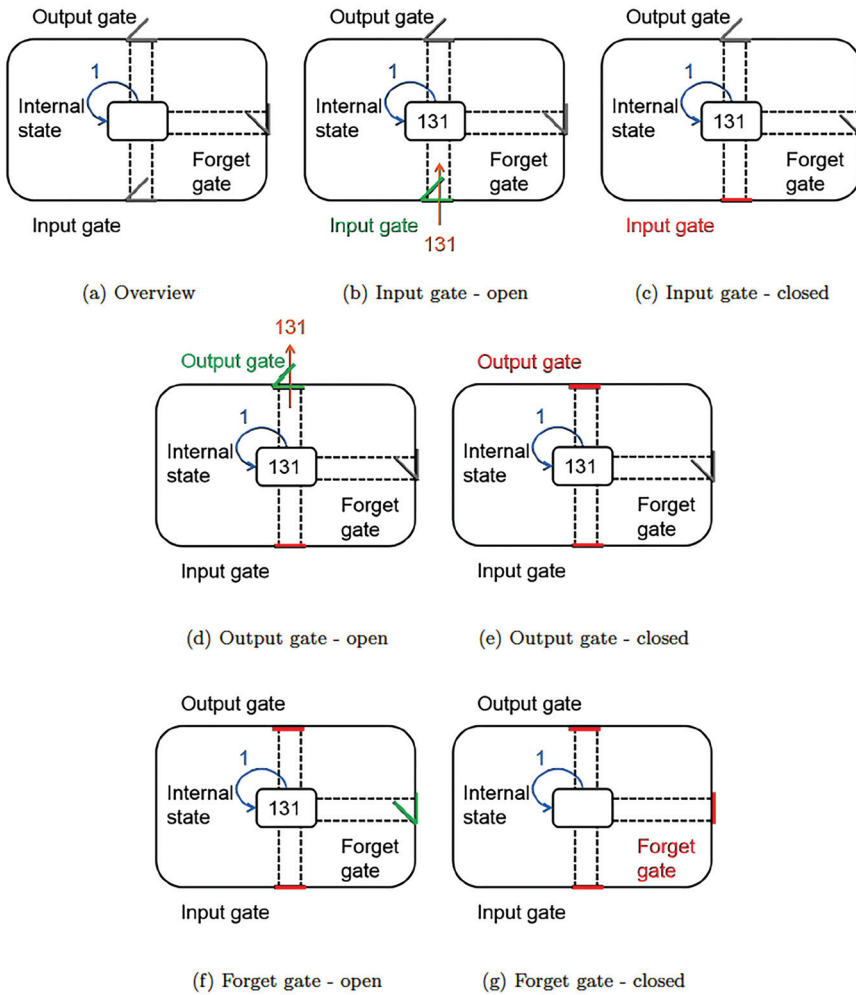 Output gate
1
Internal
state
Forget
gate
Input gate
(a) Overview
Output gate
1
Internal
state
131
Forget
gate
Input gate
131
(b) Input gate - open
Output gate
1
Internal
state
131
Forget
gate
Input gate
(c) Input gate - closed
131
Output gate
1
Internal
state
131
Forget
gate
Input gate
(d) Output gate - open
Output gate
1
Internal
state
131
Forget
gate
Input gate
(e) Output gate - closed
Output gate
1
Internal
state
131
Forget
gate
Input gate
(f) Forget gate - open
Output gate
1
Internal
state
Forget
gate
Input gate
(g) Forget gate - closed